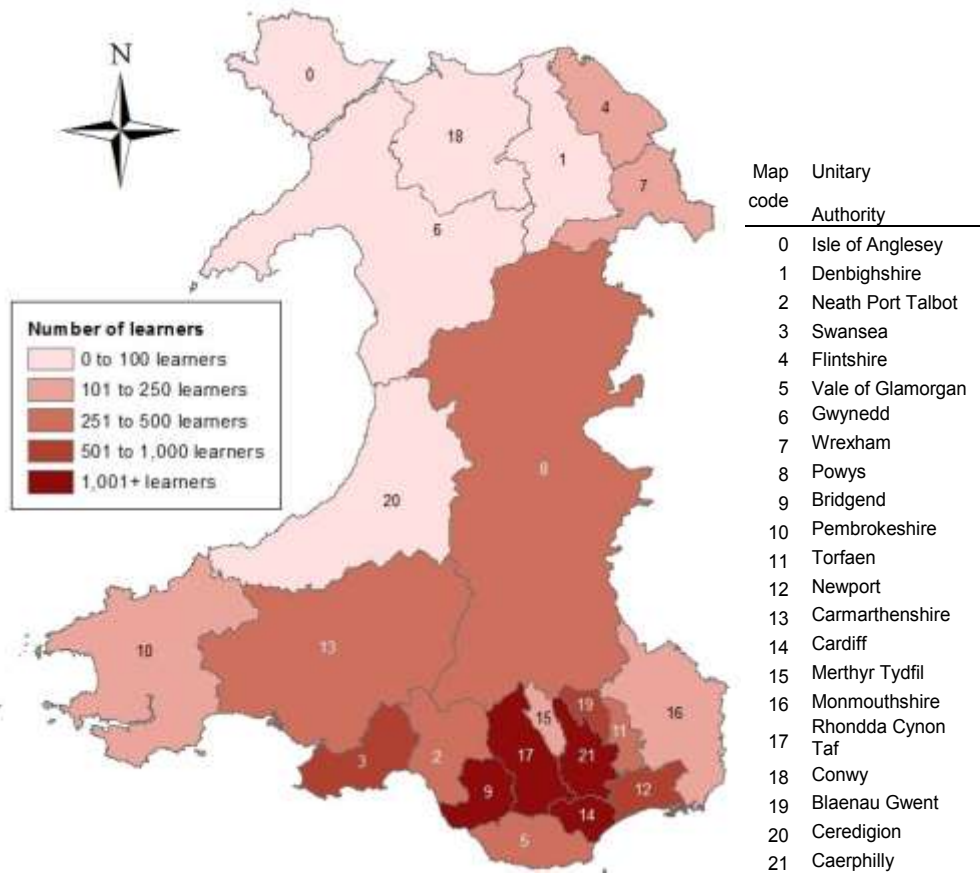 N
0
18
4
1
7
6
8
20
10
13
16
19
15
11
17
21
2
3
9
12
14
5
Number of learners
0 to 100 learners
101 to 250 learners
251 to 500 learners
501 to 1,000 learners
1,001+ learners
Map Unitary
code
Authority
0 Isle of Anglesey
1 Denbighshire
2 Neath Port Talbot
3 Swansea
4 Flintshire
5 Vale of Glamorgan
6 Gwynedd
7 Wrexham
8 Powys
9 Bridgend
10 Pembrokeshire
11 Torfaen
12 Newport
13 Carmarthenshire
14 Cardiff
15 Merthyr Tydfil
16 Monmouthshire
17 Rhondda Cynon
Taf
18 Conwy
19 Blaenau Gwent
20 Ceredigion
21 Caerphilly